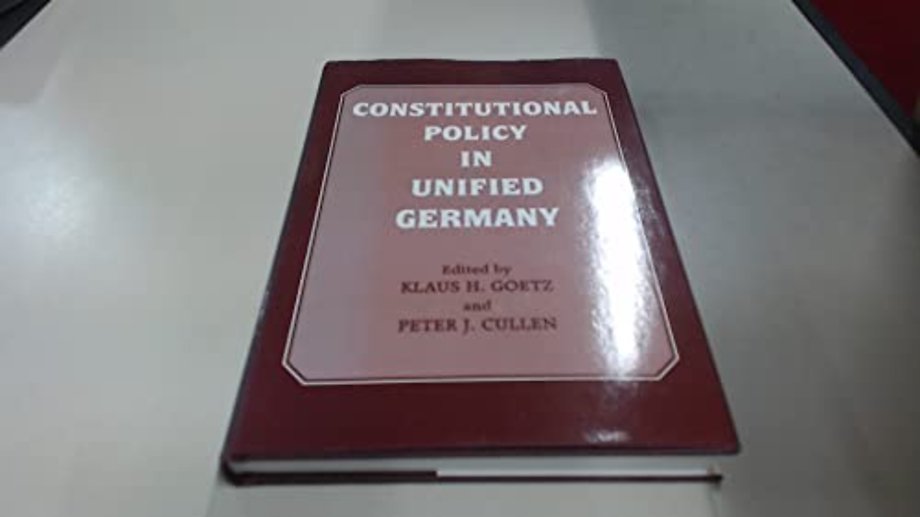 CONSTITUTIONAL
POLICY
IN
UNIFIED
GERMANY
Edited by
KLAUS H. GOETZ
and
PETER J. CULLEN